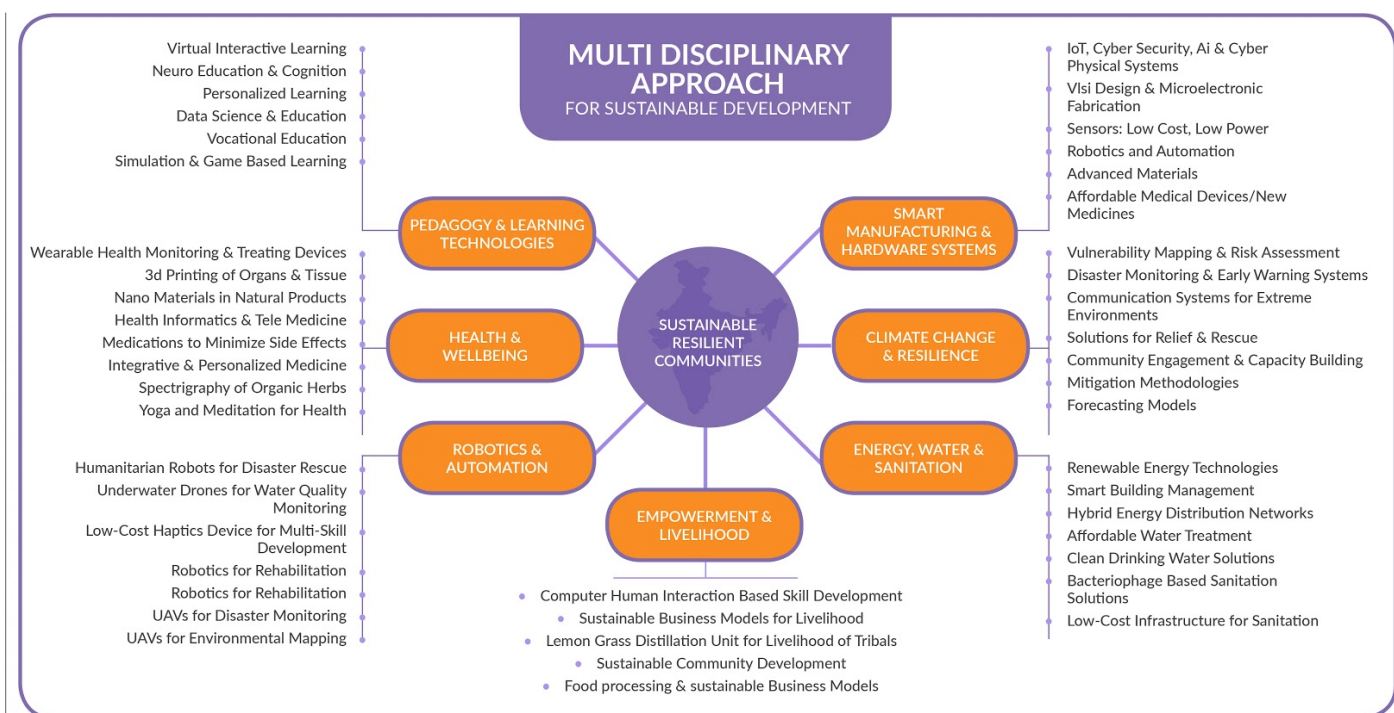 MULTI DISCIPLINARY
APPROACH
FOR SUSTAINABLE DEVELOPMENT
Virtual Interactive Learning
Neuro Education & Cognition
Personalized Learning
Data Science & Education
Vocational Education
Simulation & Game Based Learning
PEDAGOGY & LEARNING
TECHNOLOGIES
Wearable Health Monitoring & Treating Devices
3d Printing of Organs & Tissue
Nano Materials in Natural Products
Health Informatics & Tele Medicine
Medications to Minimize Side Effects
Integrative & Personalized Medicine
Spectrigraphy of Organic Herbs
Yoga and Meditation for Health
HEALTH &
WELLBEING
Humanitarian Robots for Disaster Rescue
Underwater Drones for Water Quality
Monitoring
Low-Cost Haptics Device for Multi-Skill
Development
Robotics for Rehabilitation
Robotics for Rehabilitation
UAVs for Disaster Monitoring
UAVs for Environmental Mapping
ROBOTICS &
AUTOMATION
SUSTAINABLE
RESILIENT
COMMUNITIES
EMPOWERMENT &
LIVELIHOOD
Computer Human Interaction Based Skill Development
Sustainable Business Models for Livelihood
Lemon Grass Distillation Unit for Livelihood of Tribals
Sustainable Community Development
Food processing & sustainable Business Models
SMART
MANUFACTURING &
HARDWARE SYSTEMS
IoT, Cyber Security, Ai & Cyber
Physical Systems
Vlsi Design & Microelectronic
Fabrication
Sensors: Low Cost, Low Power
Robotics and Automation
Advanced Materials
Affordable Medical Devices/New
Medicines
CLIMATE CHANGE
& RESILIENCE
Vulnerability Mapping & Risk Assessment
Disaster Monitoring & Early Warning Systems
Communication Systems for Extreme
Environments
Solutions for Relief & Rescue
Community Engagement & Capacity Building
Mitigation Methodologies
Forecasting Models
ENERGY, WATER &
SANITATION
Renewable Energy Technologies
Smart Building Management
Hybrid Energy Distribution Networks
Affordable Water Treatment
Clean Drinking Water Solutions
Bacteriophage Based Sanitation
Solutions
Low-Cost Infrastructure for Sanitation